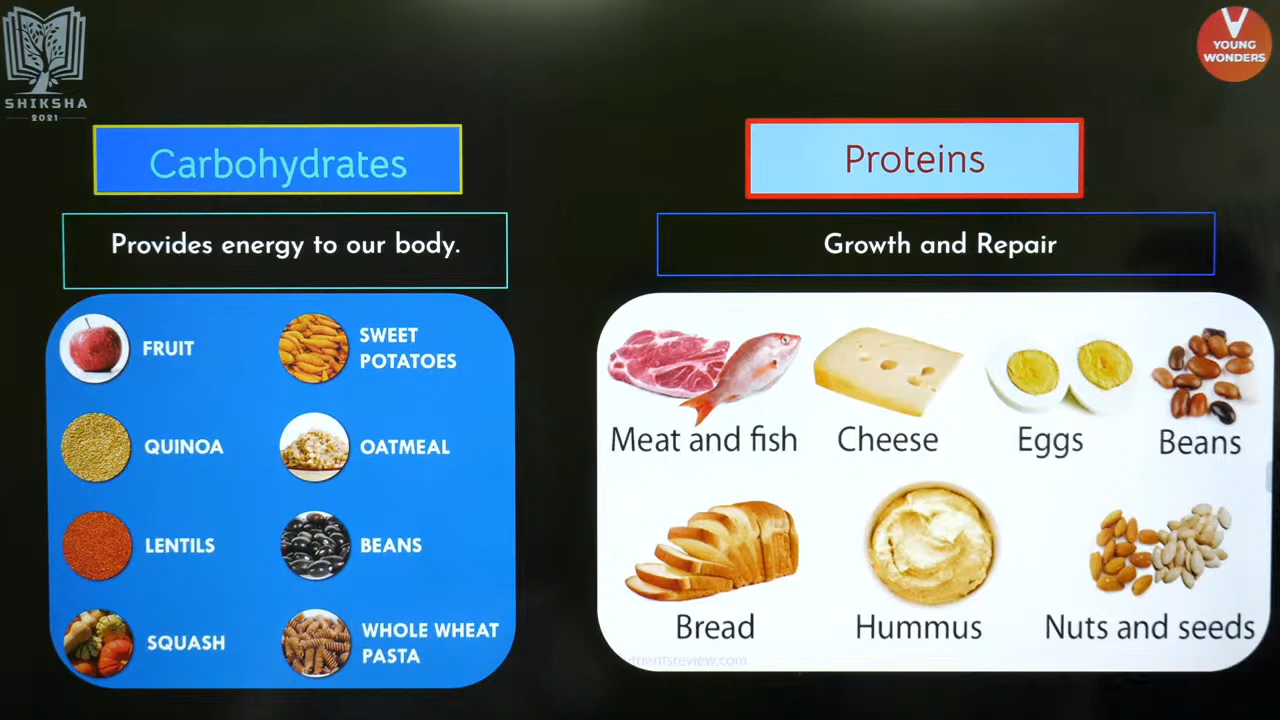 SHIKSHA
2021
YOUNG
WONDERS
Carbohydrates
Provides energy to our body.
FRUIT
SWEET
POTATOES
QUINOA
OATMEAL
LENTILS
BEANS
SQUASH
WHOLE WHEAT
PASTA
Proteins
Growth and Repair
Meat and fish
Cheese
Eggs
Beans
Bread
Hummus
Nuts and seeds